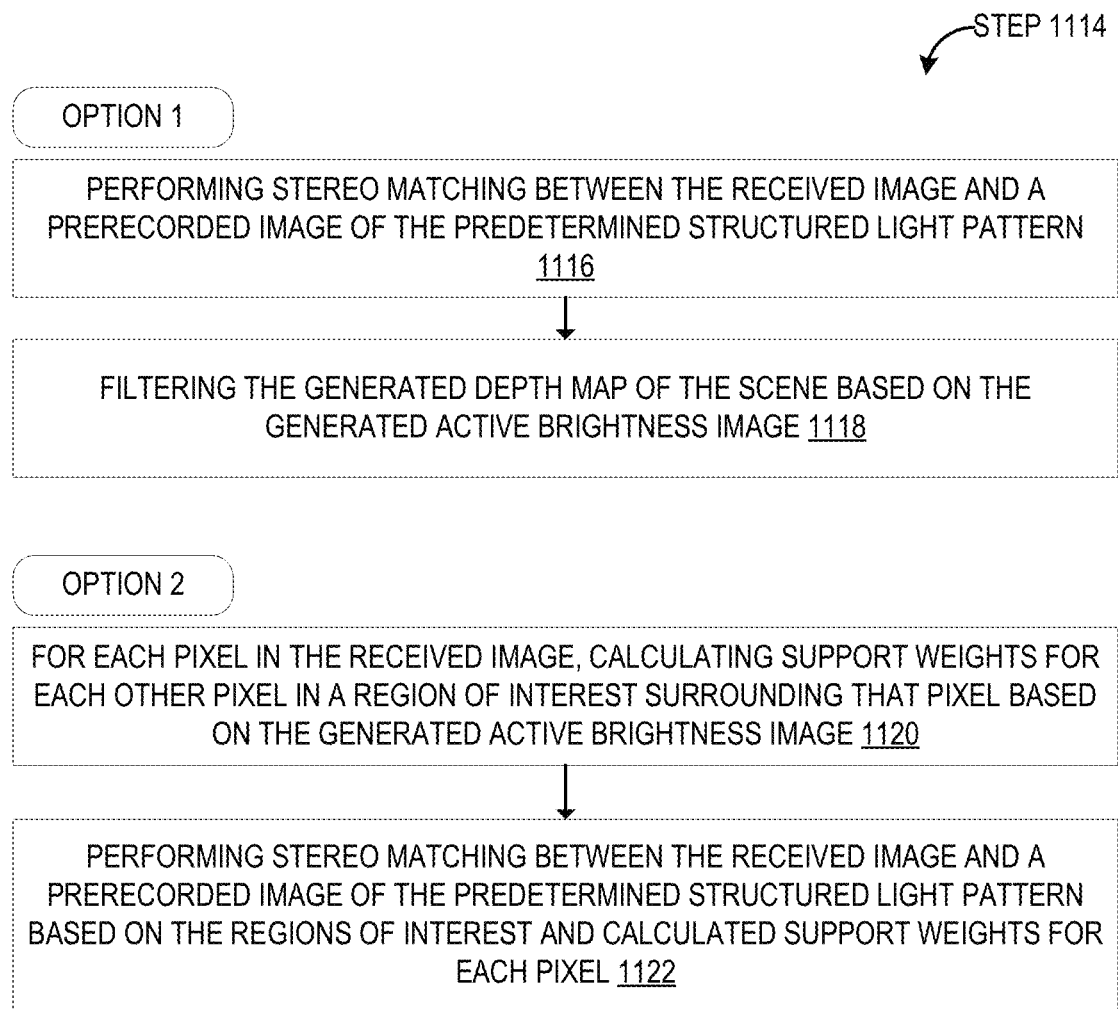 STEP 1114
OPTION 1
PERFORMING STEREO MATCHING BETWEEN THE RECEIVED IMAGE AND A
PRERECORDED IMAGE OF THE PREDETERMINED STRUCTURED LIGHT PATTERN
1116
FILTERING THE GENERATED DEPTH MAP OF THE SCENE BASED ON THE
GENERATED ACTIVE BRIGHTNESS IMAGE 1118
OPTION 2
FOR EACH PIXEL IN THE RECEIVED IMAGE, CALCULATING SUPPORT WEIGHTS FOR
EACH OTHER PIXEL IN A REGION OF INTEREST SURROUNDING THAT PIXEL BASED
ON THE GENERATED ACTIVE BRIGHTNESS IMAGE 1120
PERFORMING STEREO MATCHING BETWEEN THE RECEIVED IMAGE AND A
PRERECORDED IMAGE OF THE PREDETERMINED STRUCTURED LIGHT PATTERN
BASED ON THE REGIONS OF INTEREST AND CALCULATED SUPPORT WEIGHTS FOR
EACH PIXEL 1122